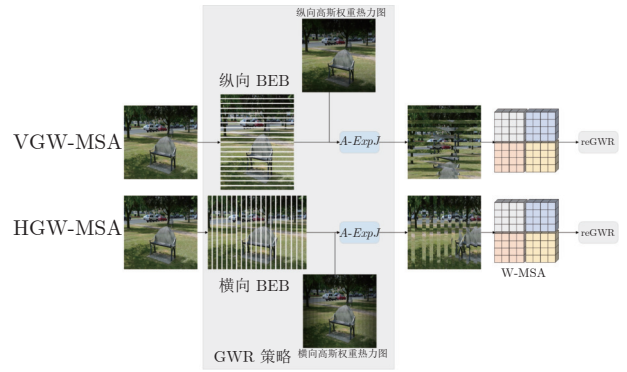 纵向高斯权重热力图
纵向 BEB
VGW-MSA
A-ExpJ
reGWR
HGW-MSA
A-ExpJ
reGWR
W-MSA
横向 BEB
横向高斯权重热力图
GWR 策略